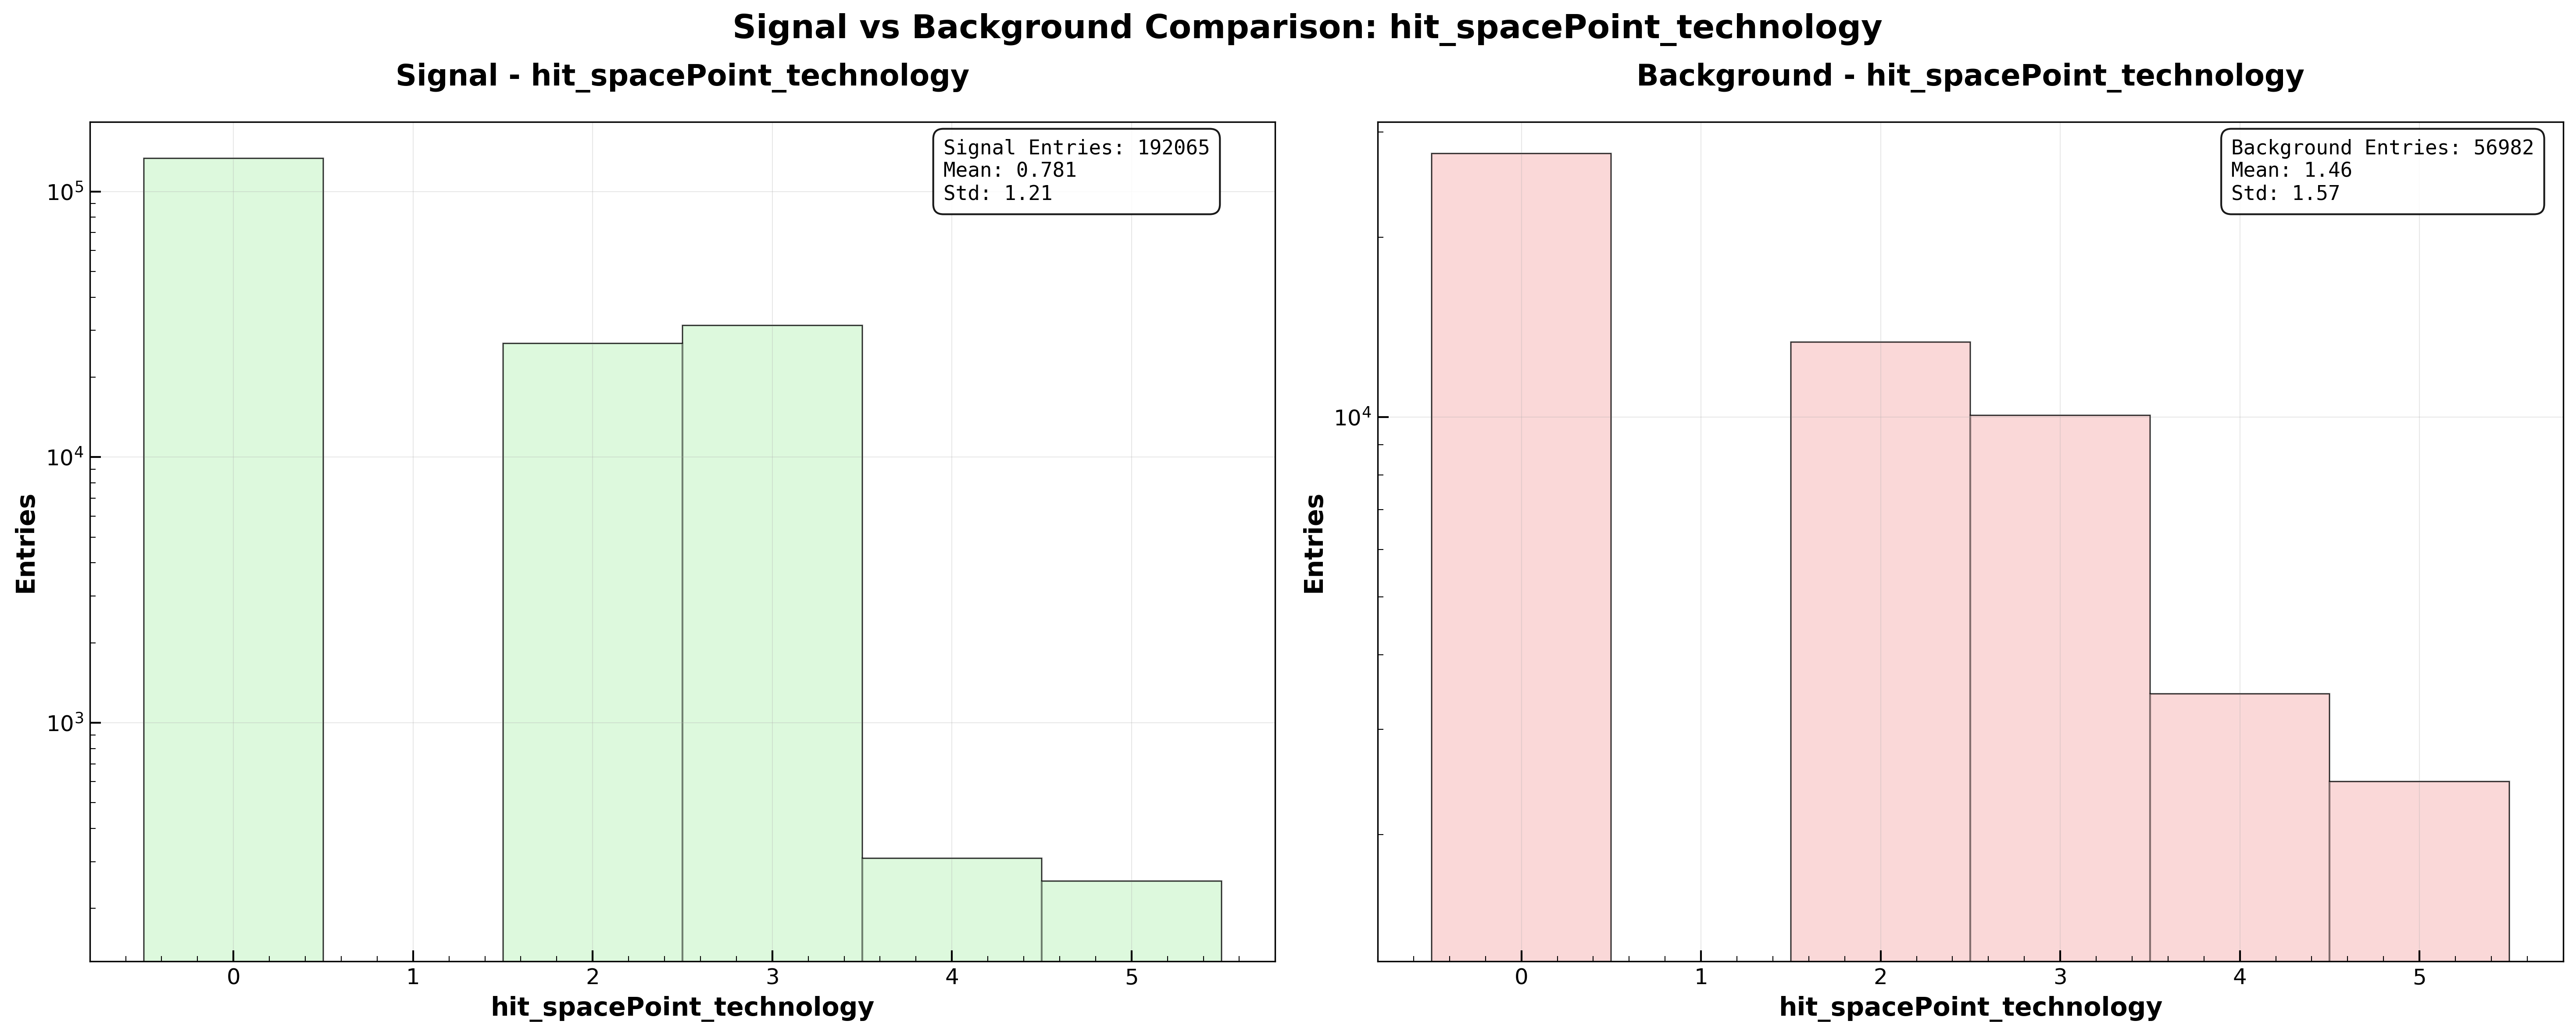 Signal vs Background Comparison: hit_spacePoint_technology
Signal - hit_spacePoint_technology
Signal Entries: 192065
Mean: 0.781
Std: 1.21
10^5
10^4
10^3
Entries
0 1 2 3 4 5
hit_spacePoint_technology
Background - hit_spacePoint_technology
Background Entries: 56982
Mean: 1.46
Std: 1.57
10^4
Entries
0 1 2 3 4 5
hit_spacePoint_technology